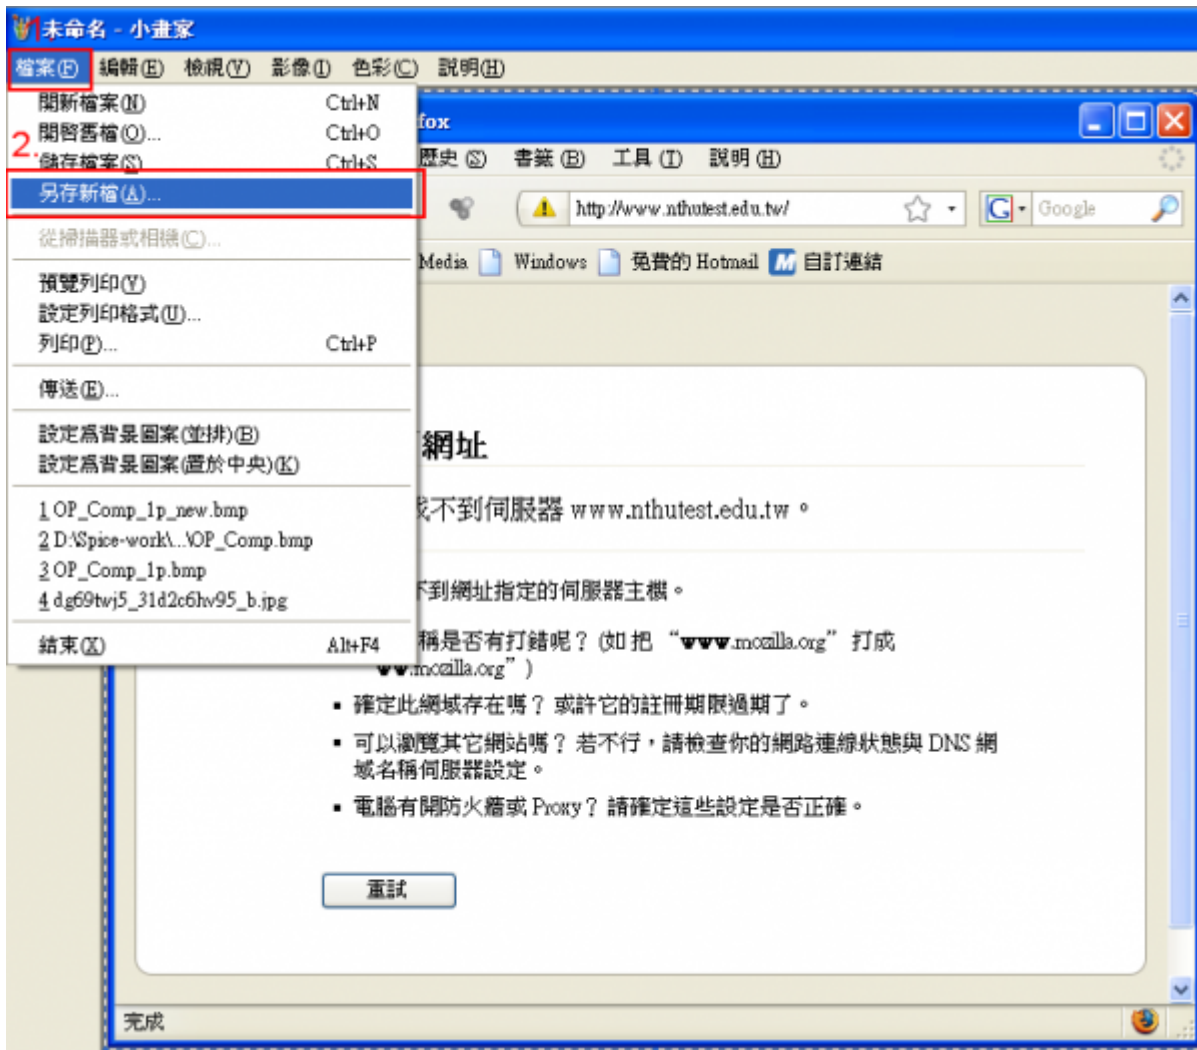 1.未命名 - 小畫家
檔案(F) 編輯(E) 檢視(V) 影像(I) 色彩(C) 說明(H)
開新檔案(N) Ctrl+N
開啓舊檔(O)...
Ctrl+O
2.
儲存檔案(S) Ctrl+S
另存新檔(A)...
從掃描器或相機(C)...
預覽列印(V)
設定列印格式(U)...
列印(P)... Ctrl+P
傳送(E)...
設定爲背景圖案(並排)(B)
設定爲背景圖案(置於中央)(K)
1 OP_Comp_1p_new.bmp
2 D:\Spice-work\...\OP_Comp.bmp
3 OP_Comp_1p.bmp
4 dg69twj5_31d2c6hv95_b.jpg
結束(X) Alt+F4
fox
歷史(S) 書籤(B) 工具(T) 說明(H)
http://www.nthutest.edu.tw/ G Google
Media Windows 免費的 Hotmail M 自訂連結
網址
找不到伺服器 www.nthutest.edu.tw。
不到網址指定的伺服器主機。
稱是否有打錯呢？(如 把 “www.mozilla.org” 打成
ww.mozilla.org”)
▪ 確定此網域存在嗎？或許它的註冊期限過期了。
▪ 可以瀏覽其它網站嗎？若不行，請檢查你的網路連線狀態與 DNS 網
域名稱伺服器設定。
▪ 電腦有開防火牆或 Proxy？請確定這些設定是否正確。
重試
完成